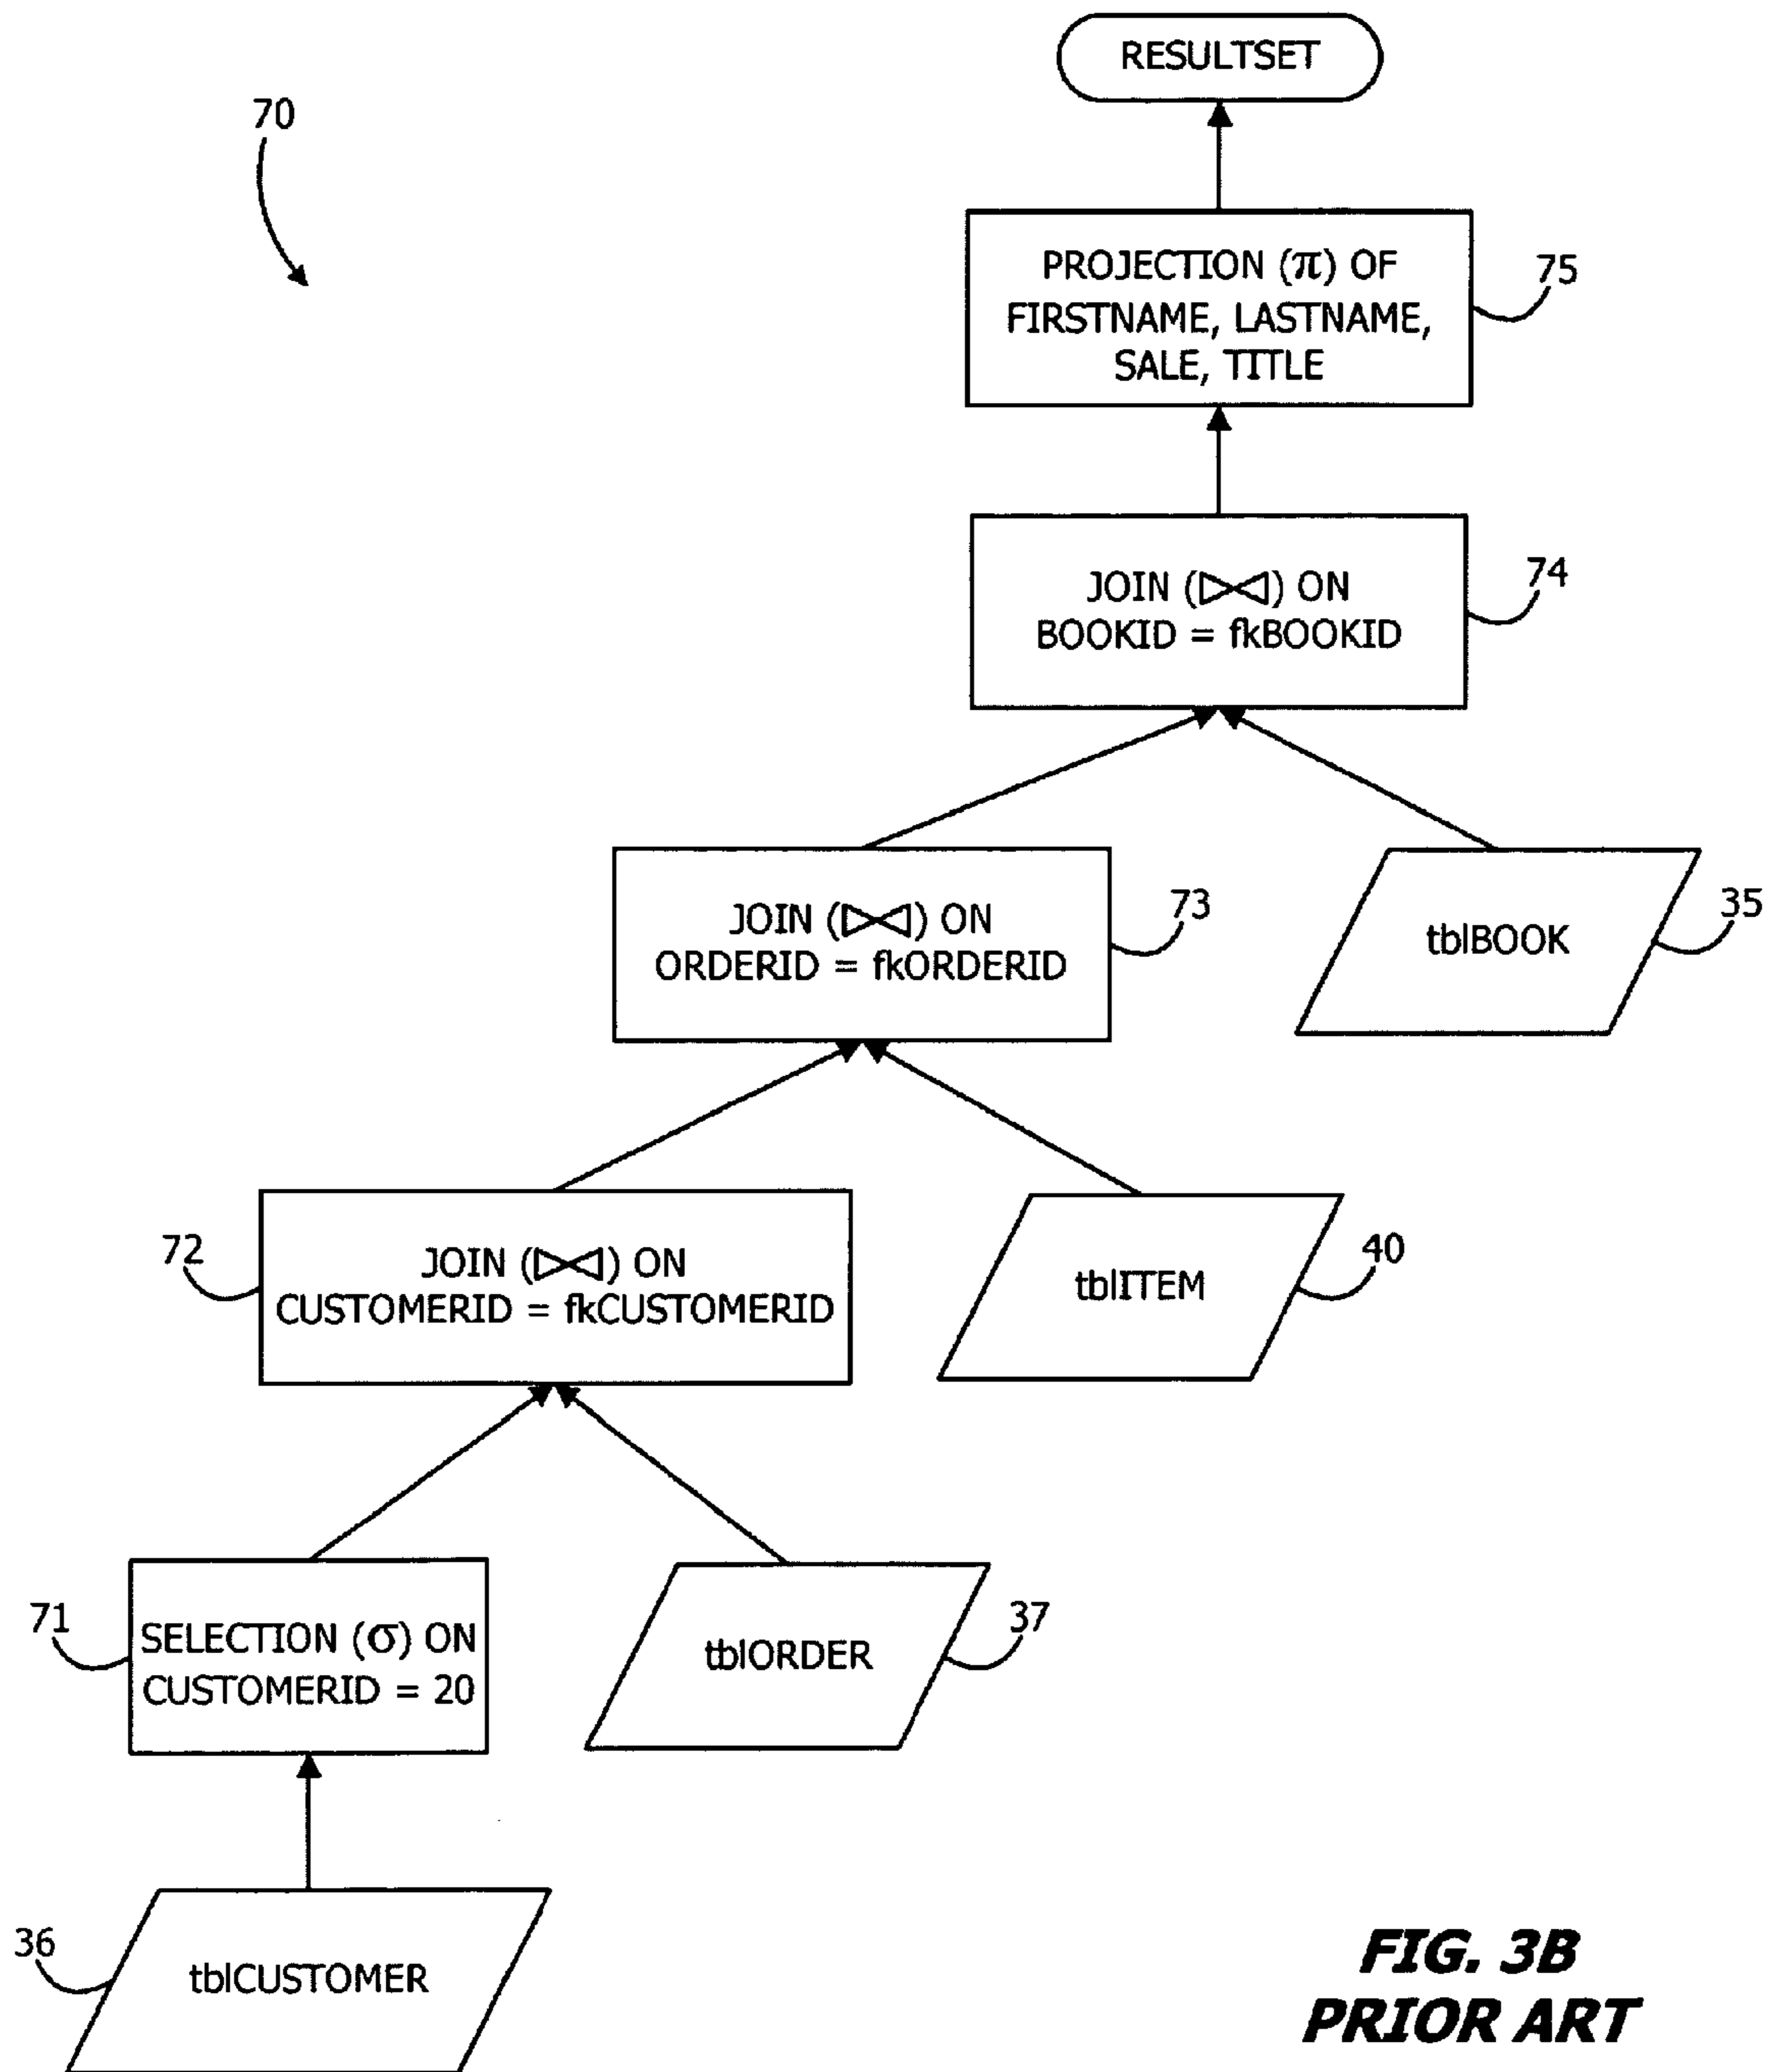 RESULTSET
70
PROJECTION (π) OF
FIRSTNAME, LASTNAME,
SALE, TITLE
75
JOIN (▷◁) ON
BOOKID = fkBOOKID
74
JOIN (▷◁) ON
ORDERID = fkORDERID
73
tblBOOK
35
JOIN (▷◁) ON
CUSTOMERID = fkCUSTOMERID
72
tblITEM
40
SELECTION (σ) ON
CUSTOMERID = 20
71
tblORDER
37
tblCUSTOMER
36
FIG. 3B
PRIOR ART